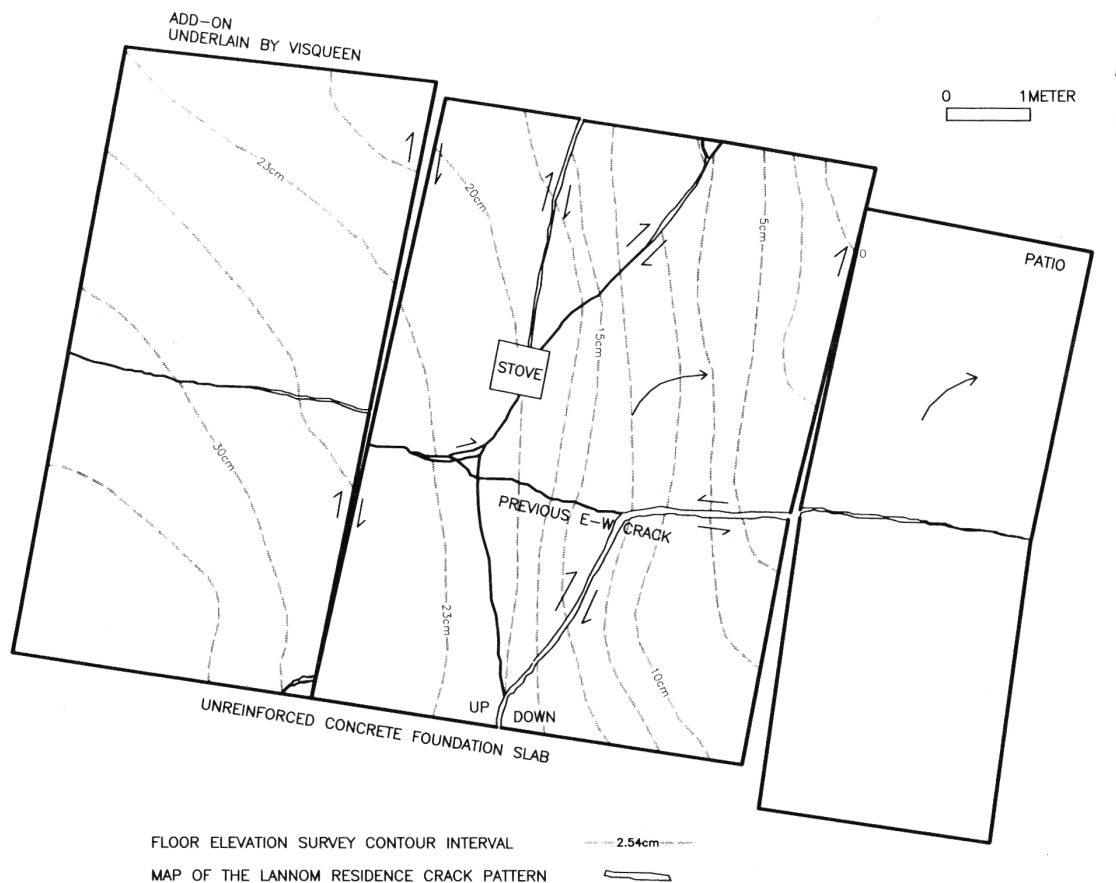 ADD-ON
UNDERLAIN BY VISQUEEN
0 1 METER
23cm
20cm
5cm
0
PATIO
15cm
STOVE
30cm
PREVIOUS E-W CRACK
23cm
10cm
UP DOWN
UNREINFORCED CONCRETE FOUNDATION SLAB
FLOOR ELEVATION SURVEY CONTOUR INTERVAL 2.54cm
MAP OF THE LANNOM RESIDENCE CRACK PATTERN